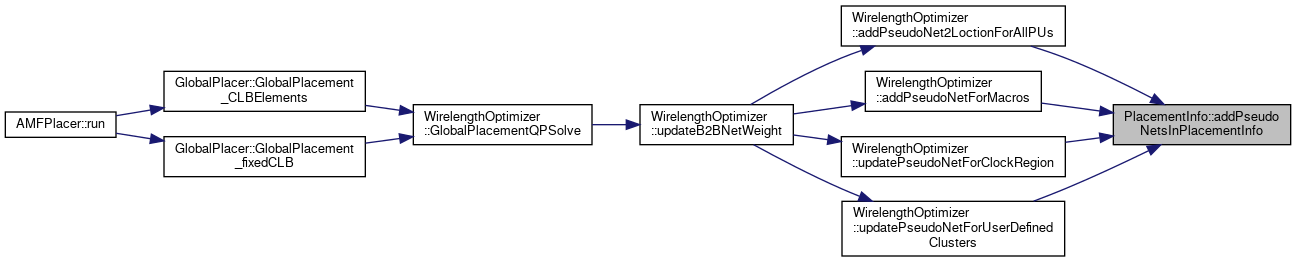 AMFPlacer::run
GlobalPlacer::GlobalPlacement
_CLBElements
GlobalPlacer::GlobalPlacement
_fixedCLB
WirelengthOptimizer
::GlobalPlacementQPSolve
WirelengthOptimizer
::updateB2BNetWeight
WirelengthOptimizer
::addPseudoNet2LoctionForAllPUs
WirelengthOptimizer
::addPseudoNetForMacros
WirelengthOptimizer
::updatePseudoNetForClockRegion
WirelengthOptimizer
::updatePseudoNetForUserDefined
Clusters
PlacementInfo::addPseudo
NetsInPlacementInfo